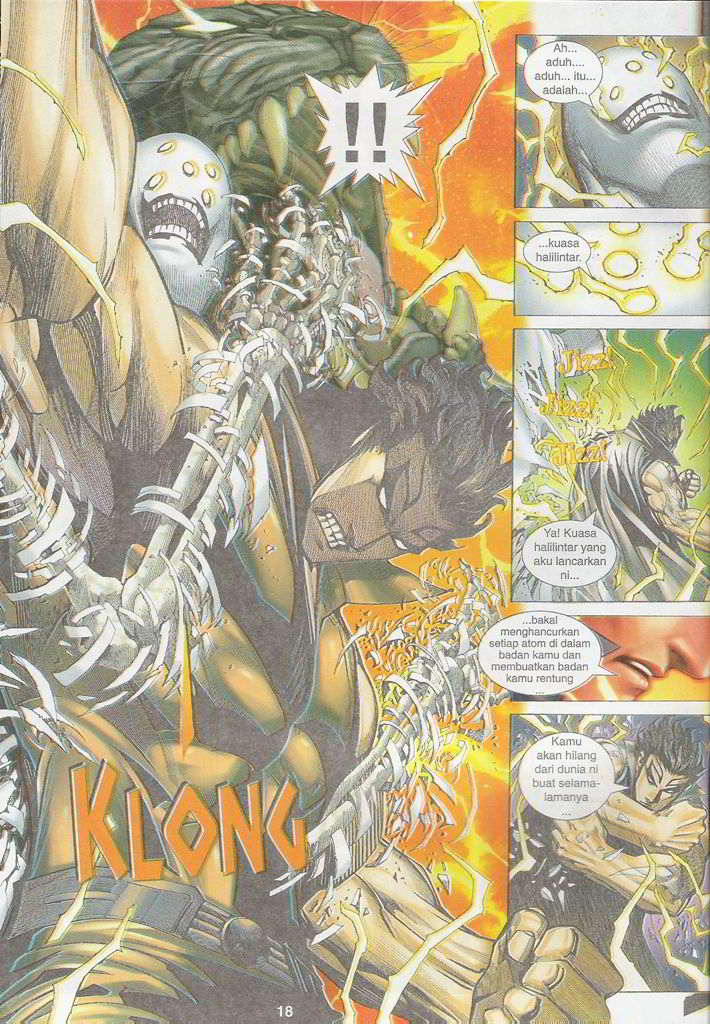 !!
KLONG
Ah...
aduh....
aduh... itu...
adalah...
...kuasa
halilintar.
Jizz!
Jizz!
Jizz!
Ya! Kuasa
halilintar yang
aku lancarkan
ni...
...bakal
menghancurkan
setiap atom di dalam
badan kamu dan
membuatkan badan
kamu rentung
...
Kamu
akan hilang
dari dunia ni
buat selama-
lamanya
...
18